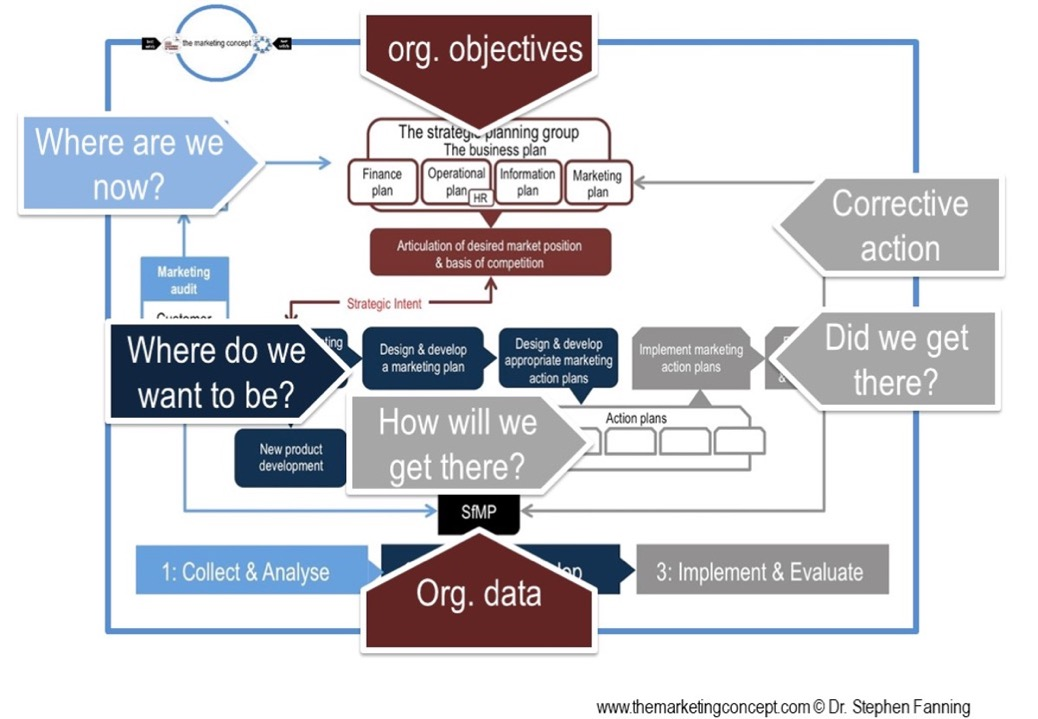 the marketing concept
org. objectives
Where are we
now?
The strategic planning group
The business plan
Finance
plan
Operational
plan
HR
Information
plan
Marketing
plan
Corrective
action
Articulation of desired market position
& basis of competition
Marketing
audit
Customer
Strategic Intent
Where do we
want to be?
Design & develop
a marketing plan
Design & develop
appropriate marketing
action plans
Implement marketing
action plans
&
Did we get
there?
How will we
get there?
Action plans
New product
development
SfMP
1: Collect & Analyse
3: Implement & Evaluate
Org. data
www.themarketingconcept.com © Dr. Stephen Fanning